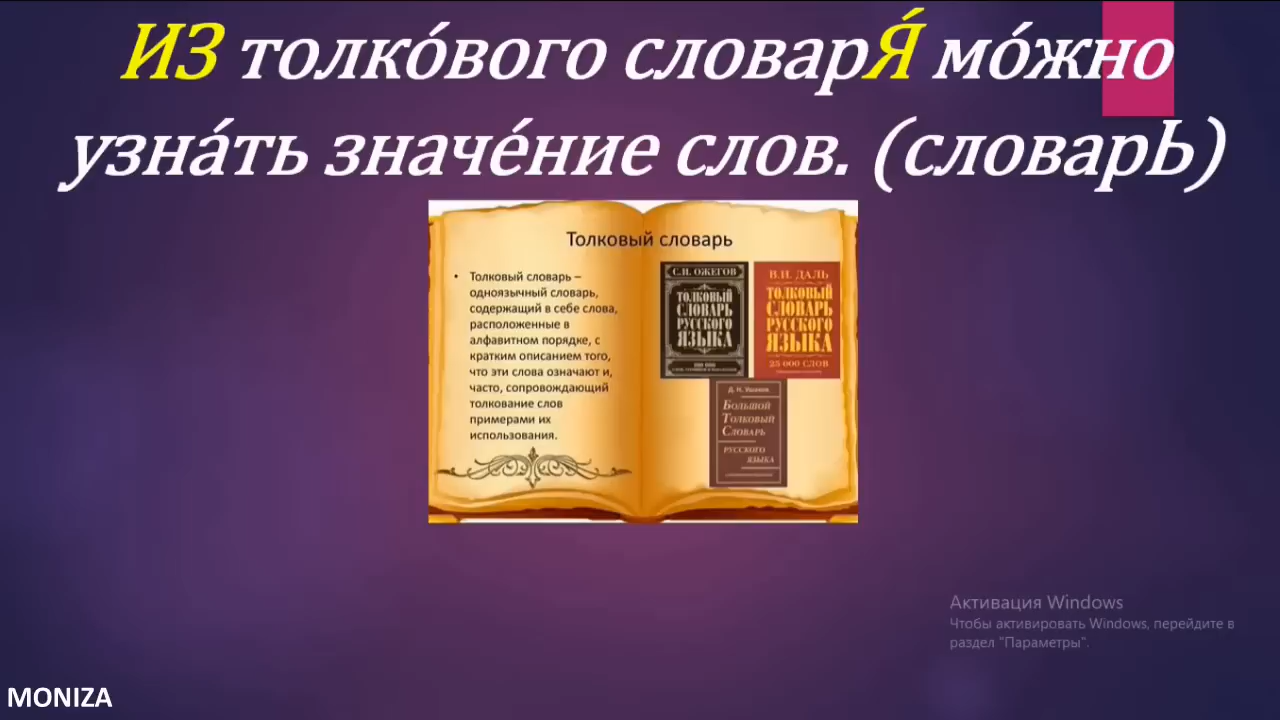 ИЗ толко́вого словарЯ́ мо́жно
узна́ть значе́ние слов. (словарЬ)
Толковый словарь
• Толковый словарь –
одноязычный словарь,
содержащий в себе слова,
расположенные в
алфавитном порядке, с
кратким описанием того,
что эти слова означают и,
часто, сопровождающий
толкование слов
примерами их
использования.
С.И. ОЖЕГОВ
ТОЛКОВЫЙ
СЛОВАРЬ
РУССКОГО
ЯЗЫКА
В.И. ДАЛЬ
ТОЛКОВЫЙ
СЛОВАРЬ
РУССКОГО
ЯЗЫКА
25 000 СЛОВ
Д. Н. Ушаков
БОЛЬШОЙ
ТОЛКОВЫЙ
СЛОВАРЬ
РУССКОГО
ЯЗЫКА
Активация Windows
Чтобы активировать Windows, перейдите в
раздел "Параметры".
MONIZA